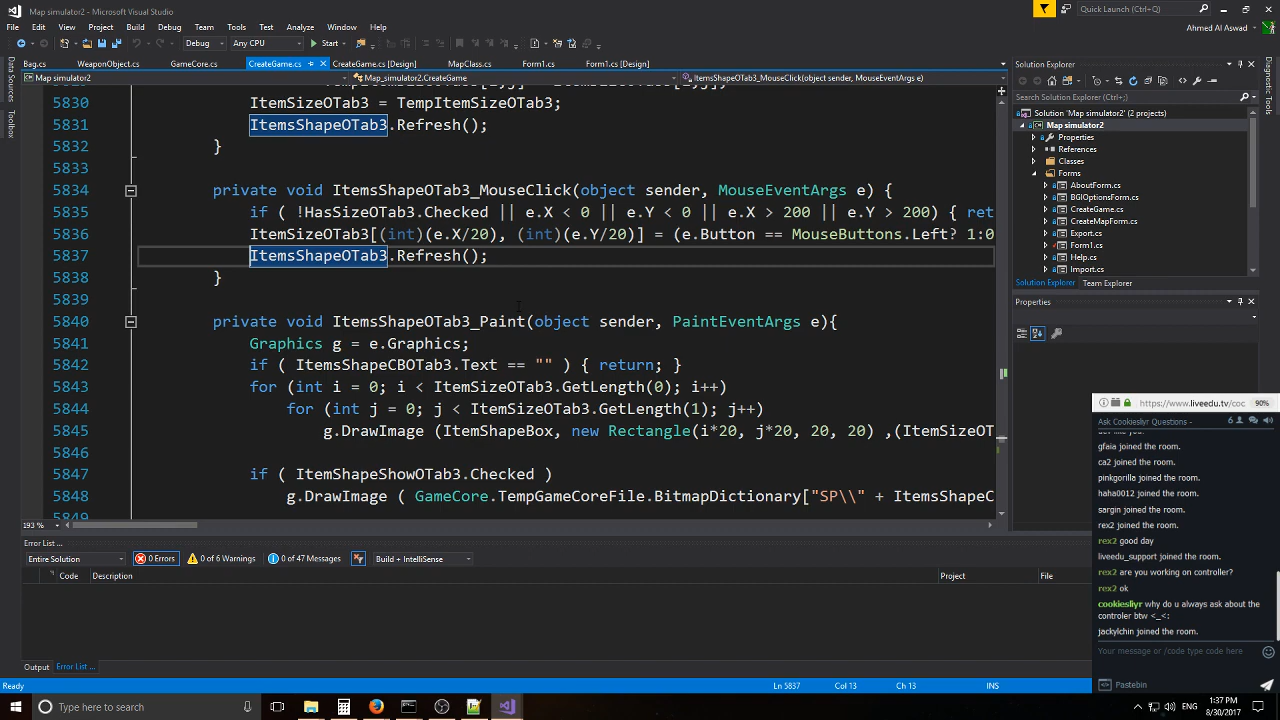 Map simulator2 - Microsoft Visual Studio
Quick Launch (Ctrl+Q)
File Edit View Project Build Debug Team Tools Test Analyze Window Help
Ahmed Al Aswad
Debug Any CPU Start
Bag.cs WeaponObject.cs GameCore.cs CreateGame.cs CreateGame.cs [Design] MapClass.cs Form1.cs Form1.cs [Design]
Map simulator2 Map_simulator2.CreateGame ItemsShapeOTab3_MouseClick(object sender, MouseEventArgs e)
Data Sources
Toolbox
5830 ItemSizeOTab3 = TempItemSizeOTab3;
5831 ItemsShapeOTab3.Refresh();
5832 }
5833
5834 private void ItemsShapeOTab3_MouseClick(object sender, MouseEventArgs e) {
5835 if ( !HasSizeOTab3.Checked || e.X < 0 || e.Y < 0 || e.X > 200 || e.Y > 200) { ret
5836 ItemSizeOTab3[(int)(e.X/20), (int)(e.Y/20)] = (e.Button == MouseButtons.Left? 1:0
5837 ItemsShapeOTab3.Refresh();
5838 }
5839
5840 private void ItemsShapeOTab3_Paint(object sender, PaintEventArgs e){
5841 Graphics g = e.Graphics;
5842 if ( ItemsShapeCBOTab3.Text == "" ) { return; }
5843 for (int i = 0; i < ItemSizeOTab3.GetLength(0); i++)
5844 for (int j = 0; j < ItemSizeOTab3.GetLength(1); j++)
5845 g.DrawImage (ItemShapeBox, new Rectangle(i*20, j*20, 20, 20) ,(ItemSizeOT
5846
5847 if ( ItemShapeShowOTab3.Checked )
5848 g.DrawImage ( GameCore.TempGameCoreFile.BitmapDictionary["SP\\" + ItemsShapeC
5849
193 %
Solution Explorer
Search Solution Explorer (Ctrl+;)
Solution 'Map simulator2' (2 projects)
Map simulator2
Properties
References
Classes
Forms
AboutForm.cs
BGIOptionsForm.cs
CreateGame.cs
CreateMapForm.cs
Export.cs
Form1.cs
Help.cs
Import.cs
Solution Explorer Team Explorer
Properties
Diagnostic Tools
Error List ...
Entire Solution 0 Errors 0 of 6 Warnings 0 of 47 Messages Build + IntelliSense
Code Description Project File
Output Error List ...
Ready Ln 5837 Col 13 Ch 13 INS
https://www.liveedu.tv/coc 90%
Ask Cookiesliyr Questions - 6
gfaia joined the room.
ca2 joined the room.
pinkgorilla joined the room.
haha0012 joined the room.
sargin joined the room.
rex2 joined the room.
rex2 good day
liveedu_support joined the room.
rex2 are you working on controller?
rex2 ok
cookiesliyr why do u always ask about the
controler btw <_<:
jackylchin joined the room.
Your message or /code type code here
Pastebin
Type here to search
ENG
1:37 PM
8/30/2017